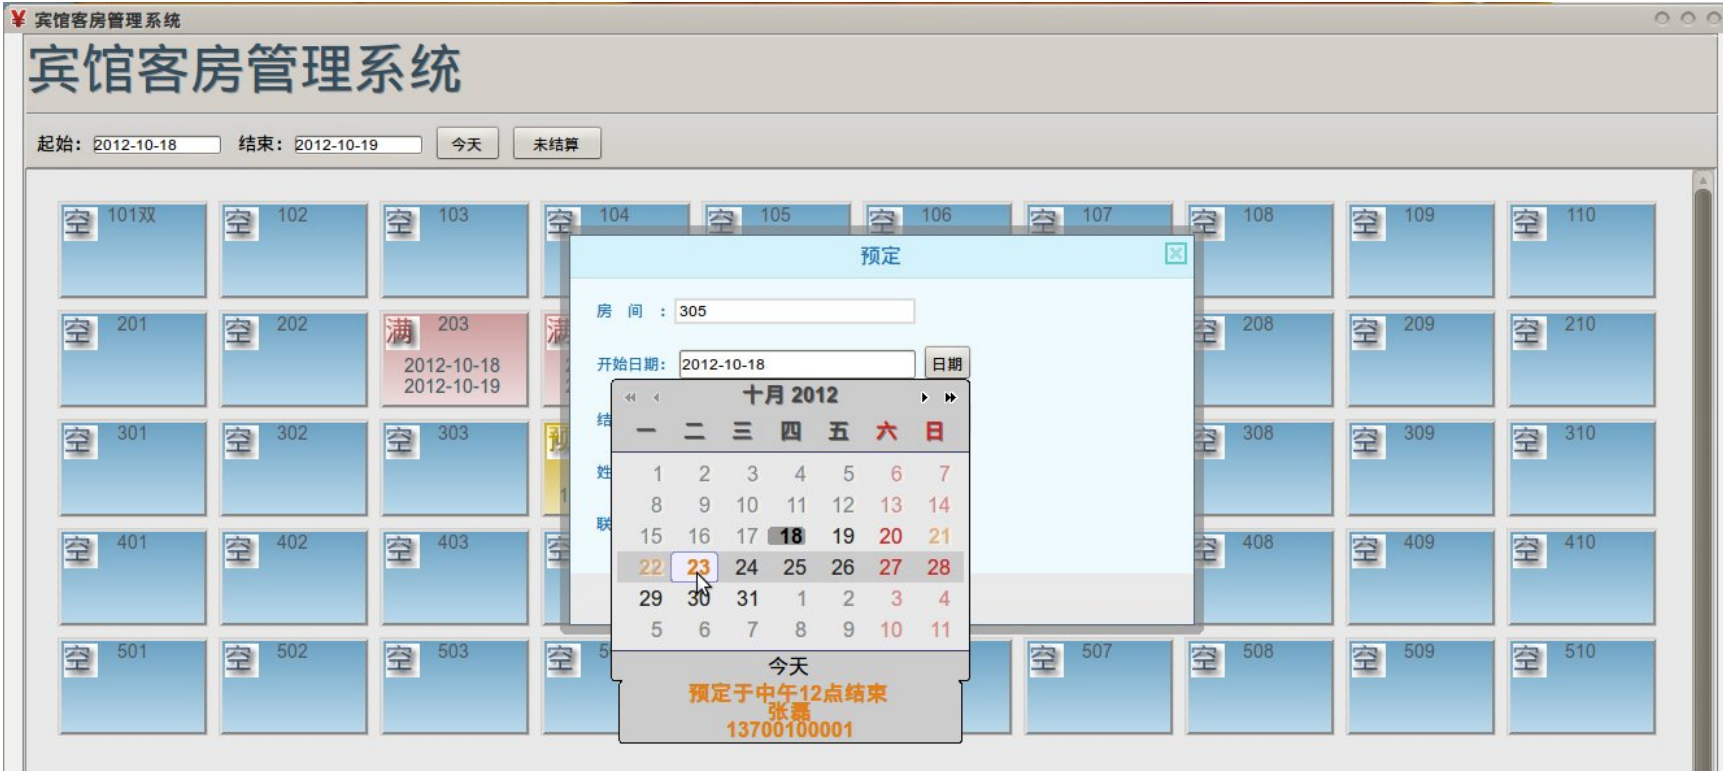 ¥ 宾馆客房管理系统
宾馆客房管理系统
起始: 2012-10-18 结束: 2012-10-19 今天 未结算
空 101双 空 102 空 103 空 104 空 105 空 106 空 107 空 108 空 109 空 110
预定
房 间 : 305
空 201 空 202 满 203 满 空 208 空 209 空 210
2012-10-18
2012-10-19
开始日期: 2012-10-18 日期
十月 2012
结
一 二 三 四 五 六 日
空 301 空 302 空 303 预 空 308 空 309 空 310
姓
1 2 3 4 5 6 7
8 9 10 11 12 13 14
联
15 16 17 18 19 20 21
空 401 空 402 空 403 空 空 408 空 409 空 410
22 23 24 25 26 27 28
29 30 31 1 2 3 4
5 6 7 8 9 10 11
空 501 空 502 空 503 空 5 空 507 空 508 空 509 空 510
今天
预定于中午12点结束
张磊
13700100001